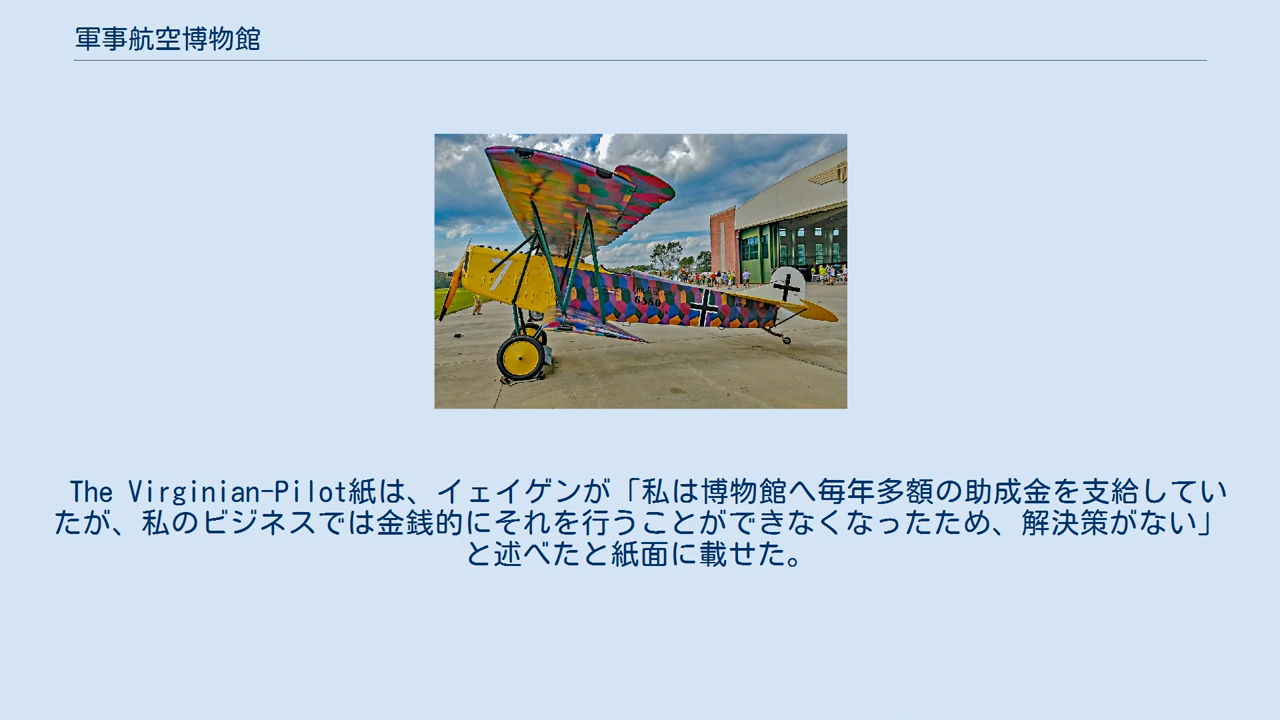 軍事航空博物館
7
6880
The Virginian-Pilot紙は、イェイゲンが「私は博物館へ毎年多額の助成金を支給してい
たが、私のビジネスでは金銭的にそれを行うことができなくなったため、解決策がない」
と述べたと紙面に載せた。